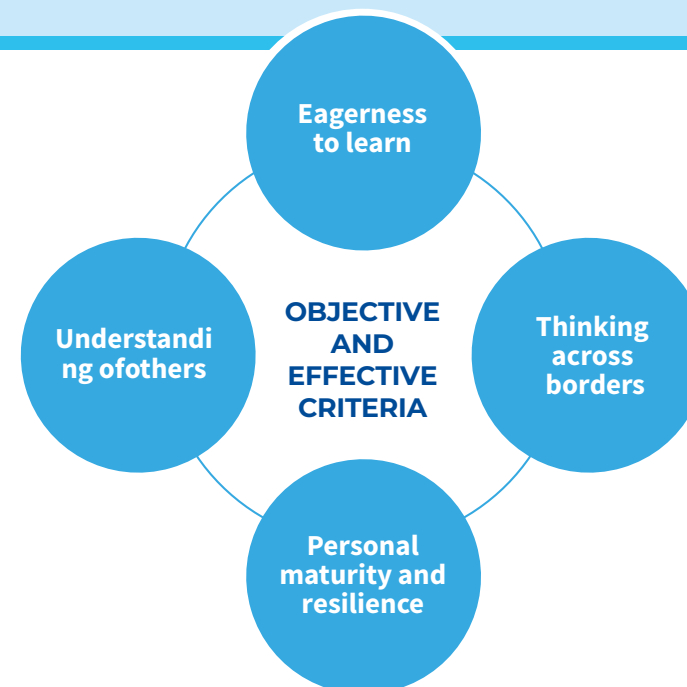 Eagerness
to learn
Understandi
ng ofothers
OBJECTIVE
AND
EFFECTIVE
CRITERIA
Thinking
across
borders
Personal
maturity and
resilience